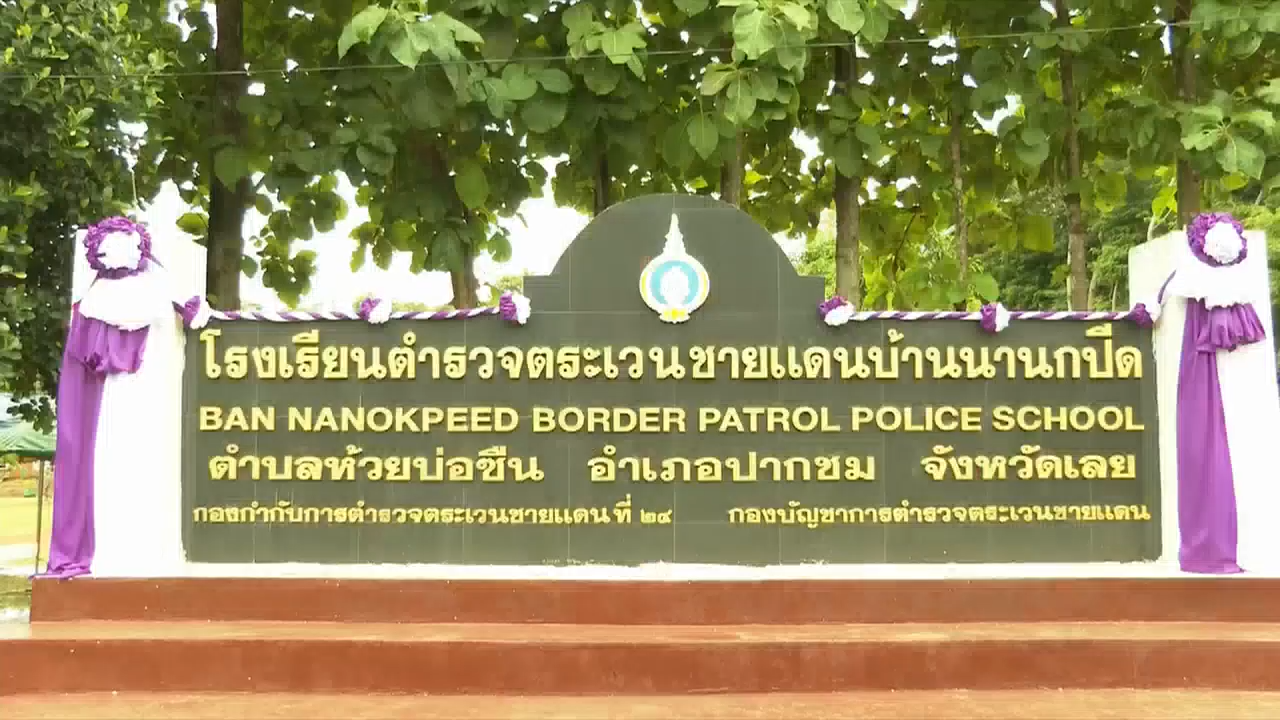 โรงเรียนตำรวจตระเวนชายแดนบ้านนานกปีด
BAN NANOKPEED BORDER PATROL POLICE SCHOOL
ตำบลห้วยบ่อซืน อำเภอปากชม จังหวัดเลย
กองกำกับการตำรวจตระเวนชายแดนที่ ๒๔ กองบัญชาการตำรวจตระเวนชายแดน